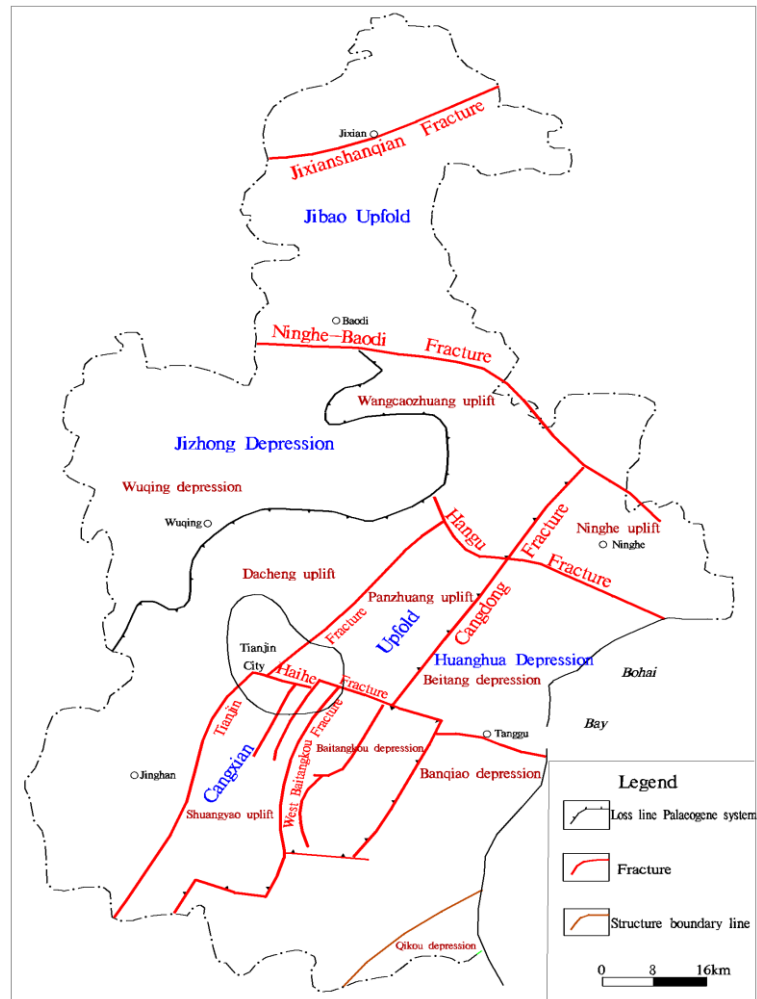 Jixian
Jixianshanqian Fracture
Jibao Upfold
Baodi
Ninghe-Baodi Fracture
Wangcaozhuang uplift
Jizhong Depression
Wuqing depression
Wuqing
Hangu Fracture
Ninghe uplift
Ninghe
Dacheng uplift
Panzhuang uplift
Cangdong Fracture
Tianjin Fracture
Cangxian Upfold
Tianjin
City
Haihe Fracture
Huanghua Depression
Beitang depression
Bohai
Bay
Tanggu
West Baitangkou Fracture
Baitangkou depression
Banqiao depression
Jinghan
Shuangyao uplift
Qikou depression
Legend
Loss line Palaeogene system
Fracture
Structure boundary line
0 8 16km